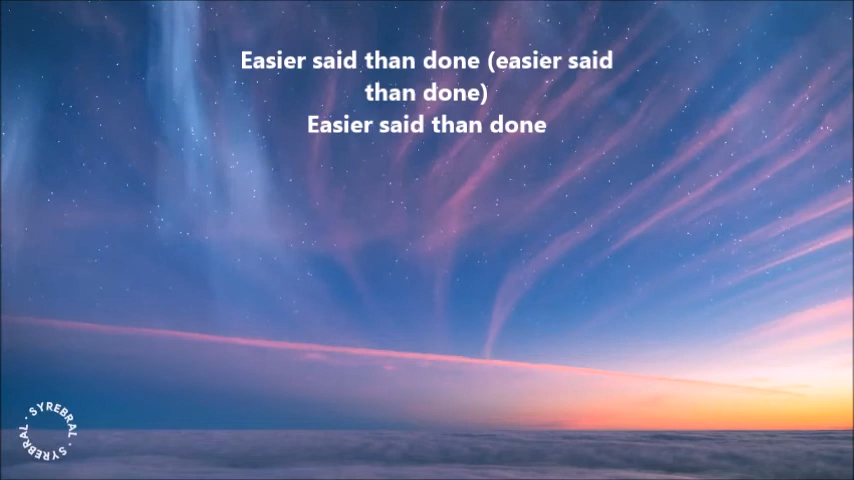 Easier said than done (easier said
than done)
Easier said than done
SYREBRAL · SYREBRAL ·